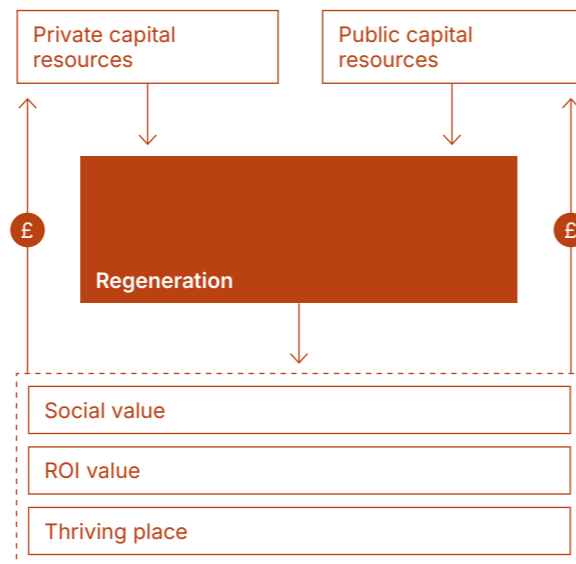 Private capital
resources
Public capital
resources
£
£
Regeneration
Social value
ROI value
Thriving place